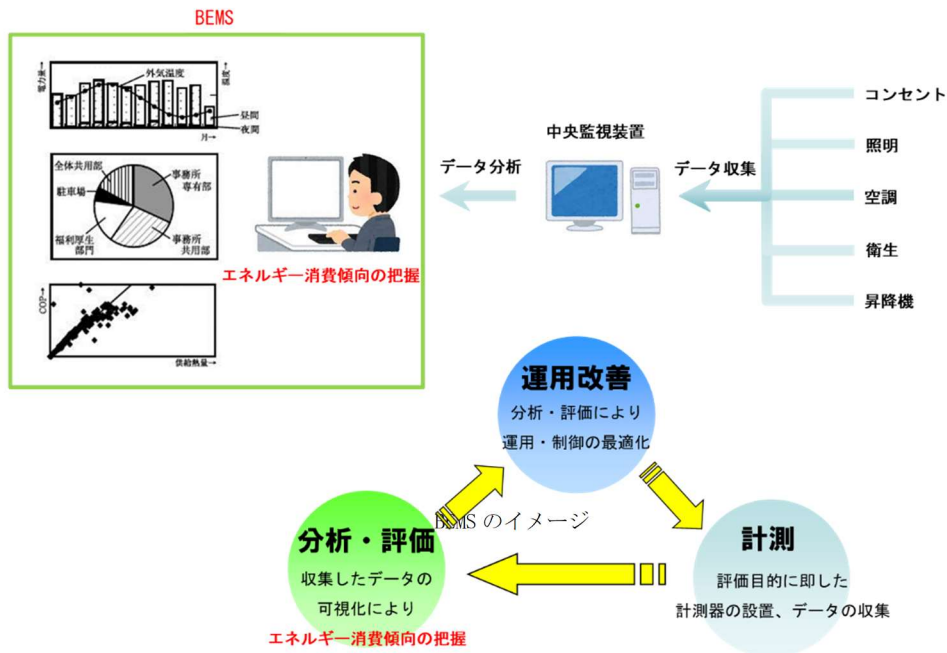 BEMS
電力量→
外気温度
温度→
昼間
夜間
月→
全体共用部
駐車場
福利厚生
部門
事務所
専有部
事務所
共用部
エネルギー消費傾向の把握
COP→
供給熱量→
データ分析
中央監視装置
データ収集
コンセント
照明
空調
衛生
昇降機
運用改善
分析・評価により
運用・制御の最適化
BEMS のイメージ
分析・評価
収集したデータの
可視化により
エネルギー消費傾向の把握
計測
評価目的に即した
計測器の設置、データの収集